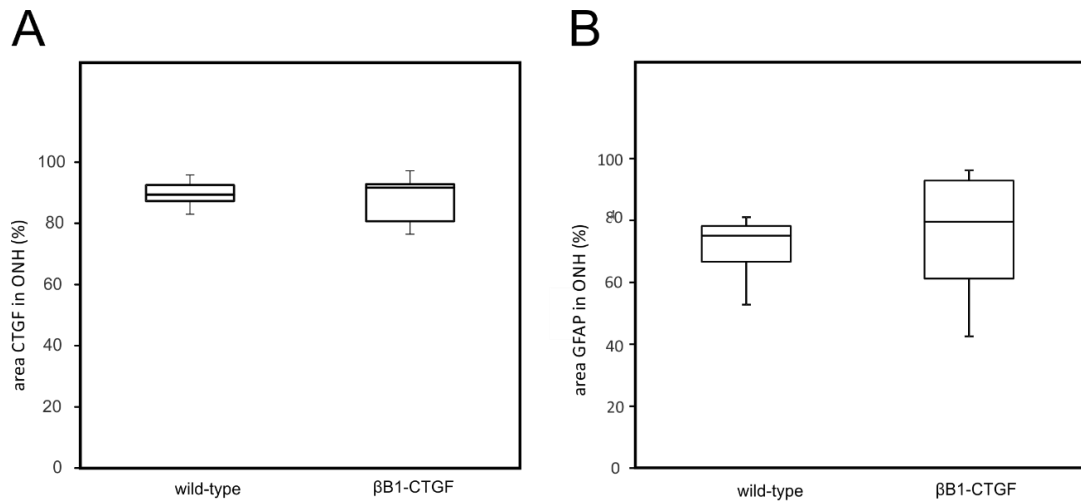 A
area CTGF in ONH (%)
100
80
60
40
20
0
wild-type
βB1-CTGF
B
area GFAP in ONH (%)
100
80
60
40
20
0
wild-type
βB1-CTGF